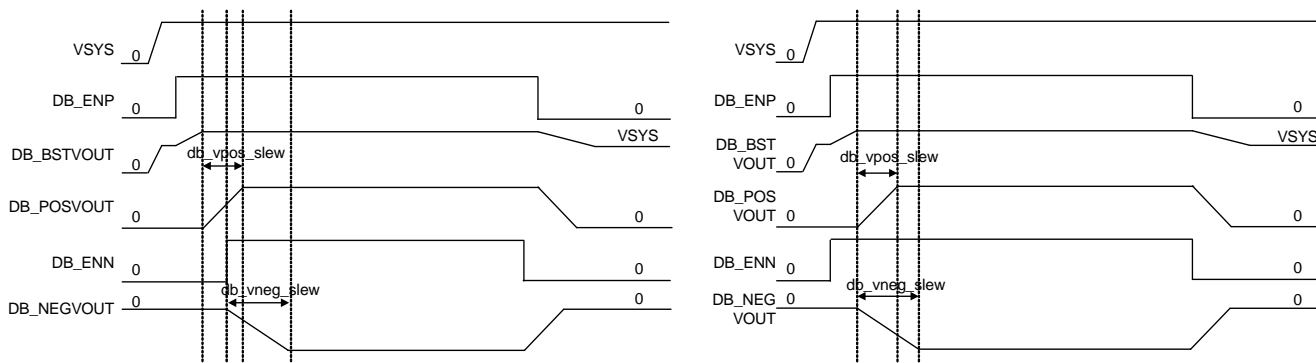 VSYS
0
DB_ENP
0
0
DB_BSTVOUT
0
VSYS
db_vpos_slew
DB_POSVOUT
0
0
DB_ENN
0
0
db_vneg_slew
DB_NEGVOUT
0
0
VSYS
0
DB_ENP
0
0
DB_BST
VOUT
0
VSYS
db_vpos_slew
DB_POS
VOUT
0
0
DB_ENN
0
0
db_vneg_slew
DB_NEG
VOUT
0
0